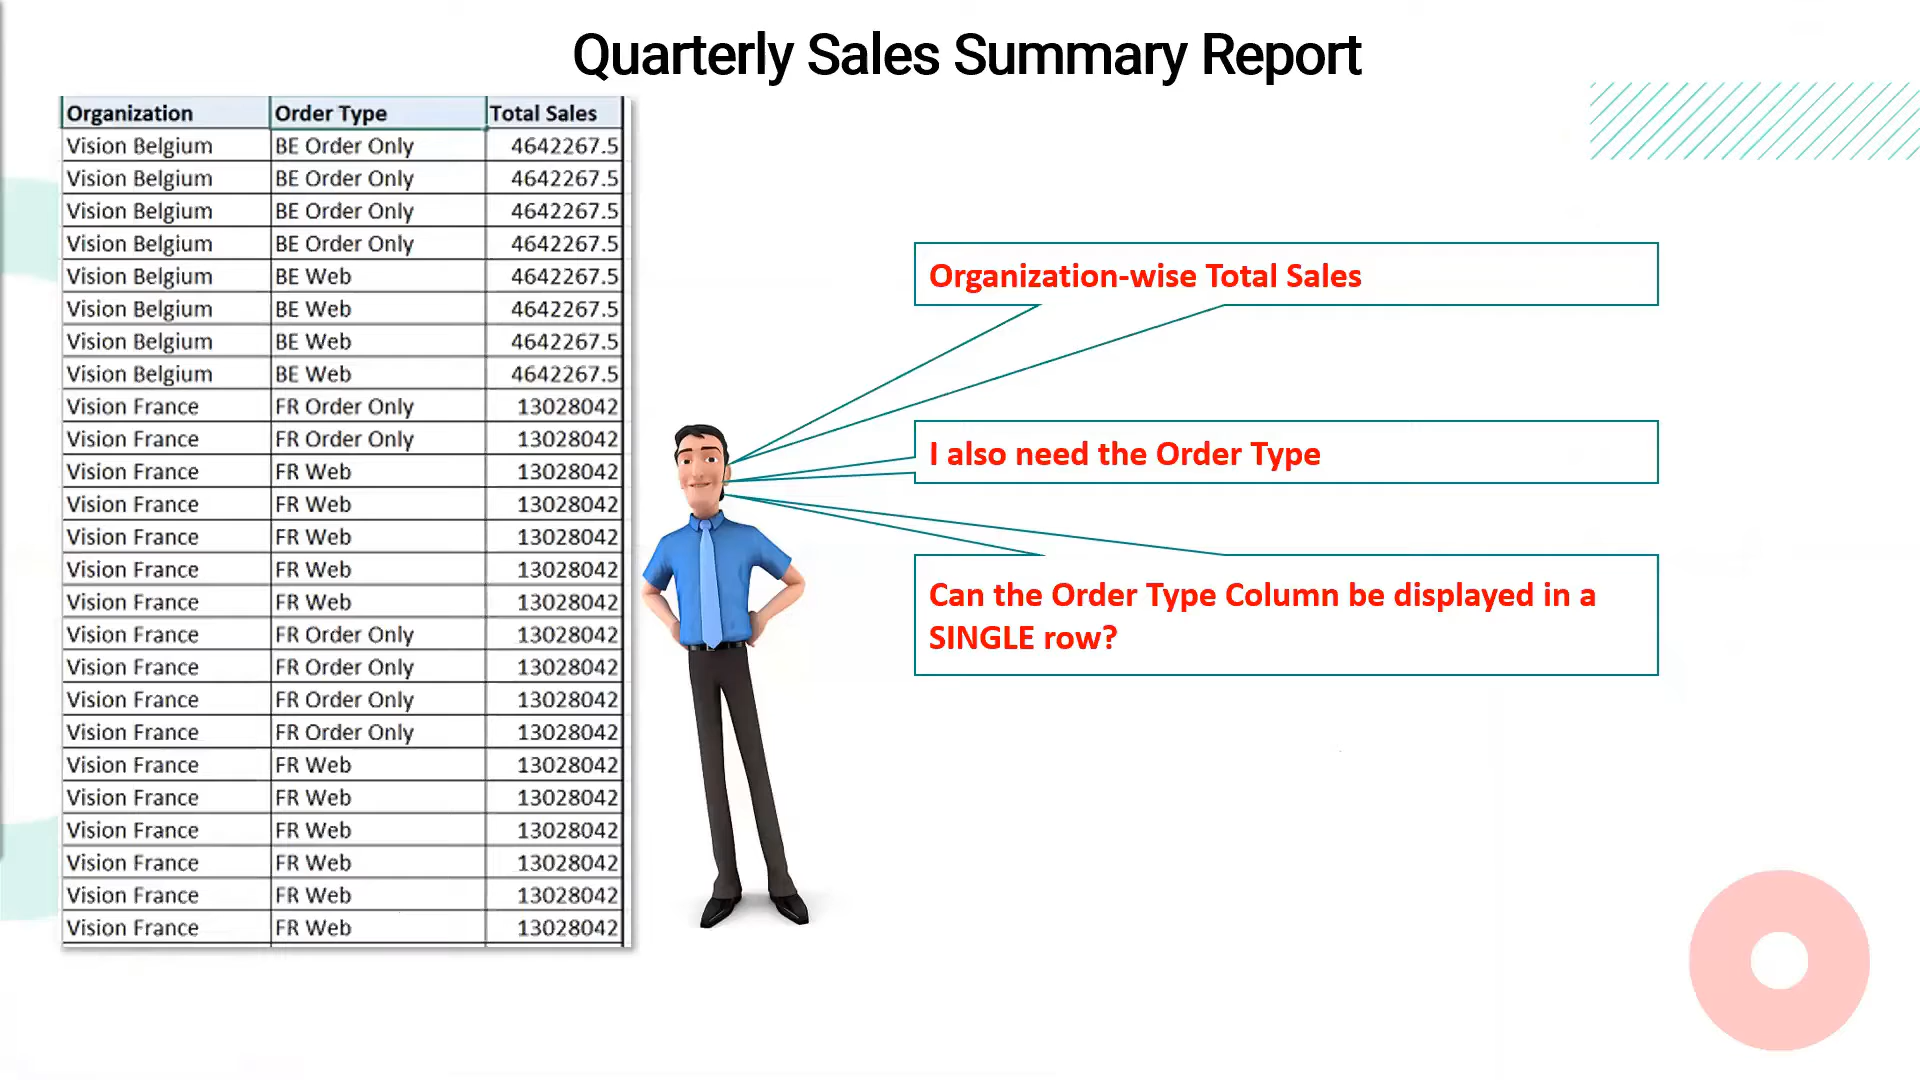 Quarterly Sales Summary Report
Organization Order Type Total Sales
Vision Belgium BE Order Only 4642267.5
Vision Belgium BE Order Only 4642267.5
Vision Belgium BE Order Only 4642267.5
Vision Belgium BE Order Only 4642267.5
Vision Belgium BE Web 4642267.5
Vision Belgium BE Web 4642267.5
Vision Belgium BE Web 4642267.5
Vision Belgium BE Web 4642267.5
Vision France FR Order Only 13028042
Vision France FR Order Only 13028042
Vision France FR Web 13028042
Vision France FR Web 13028042
Vision France FR Web 13028042
Vision France FR Web 13028042
Vision France FR Web 13028042
Vision France FR Order Only 13028042
Vision France FR Order Only 13028042
Vision France FR Order Only 13028042
Vision France FR Order Only 13028042
Vision France FR Web 13028042
Vision France FR Web 13028042
Vision France FR Web 13028042
Vision France FR Web 13028042
Vision France FR Web 13028042
Vision France FR Web 13028042
Organization-wise Total Sales
I also need the Order Type
Can the Order Type Column be displayed in a
SINGLE row?